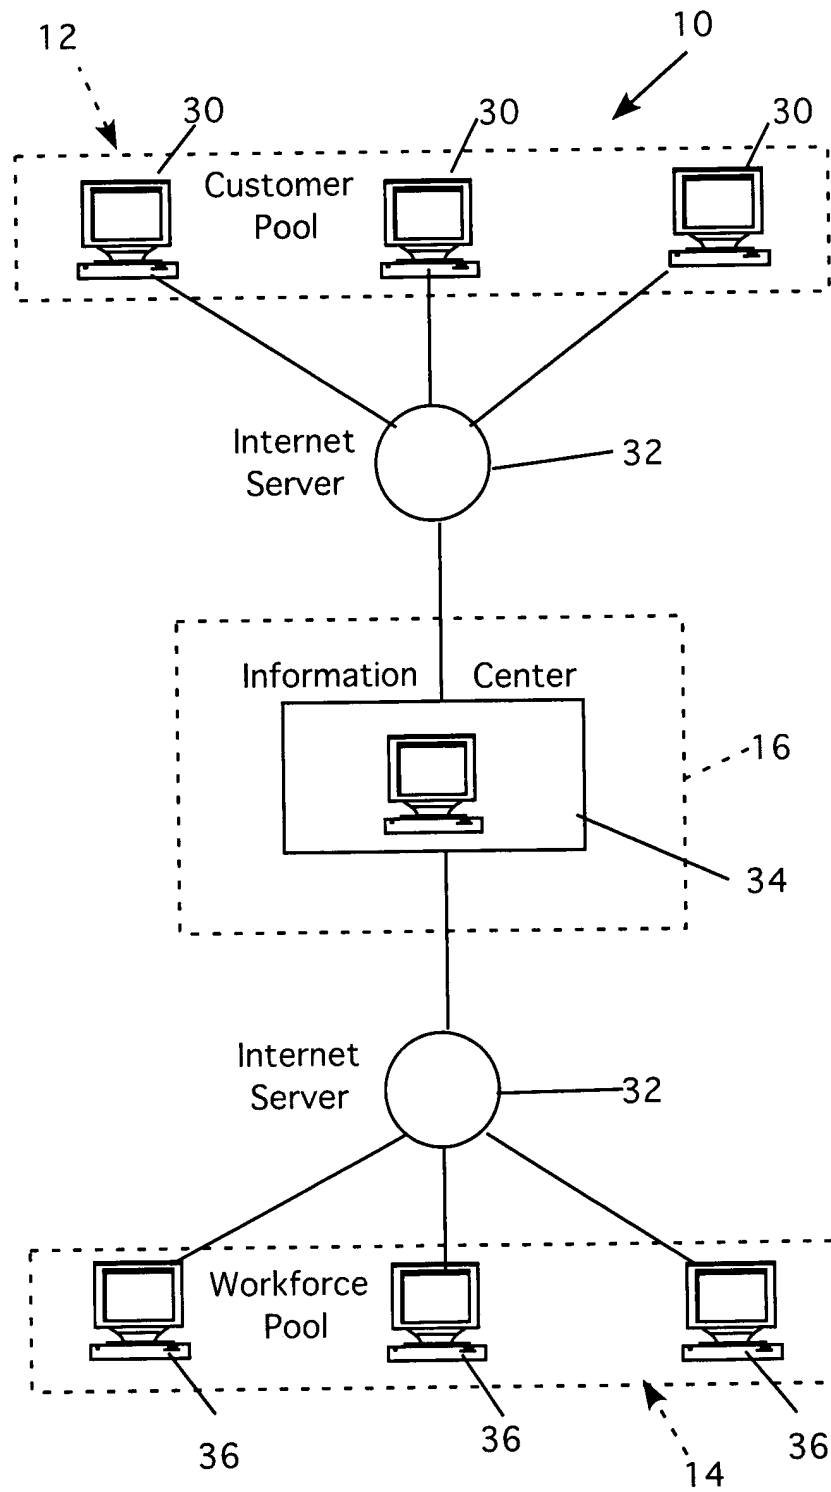 12
10
30
30
30
Customer
Pool
Internet
Server
32
Information Center
16
34
Internet
Server
32
Workforce
Pool
36
36
36
14